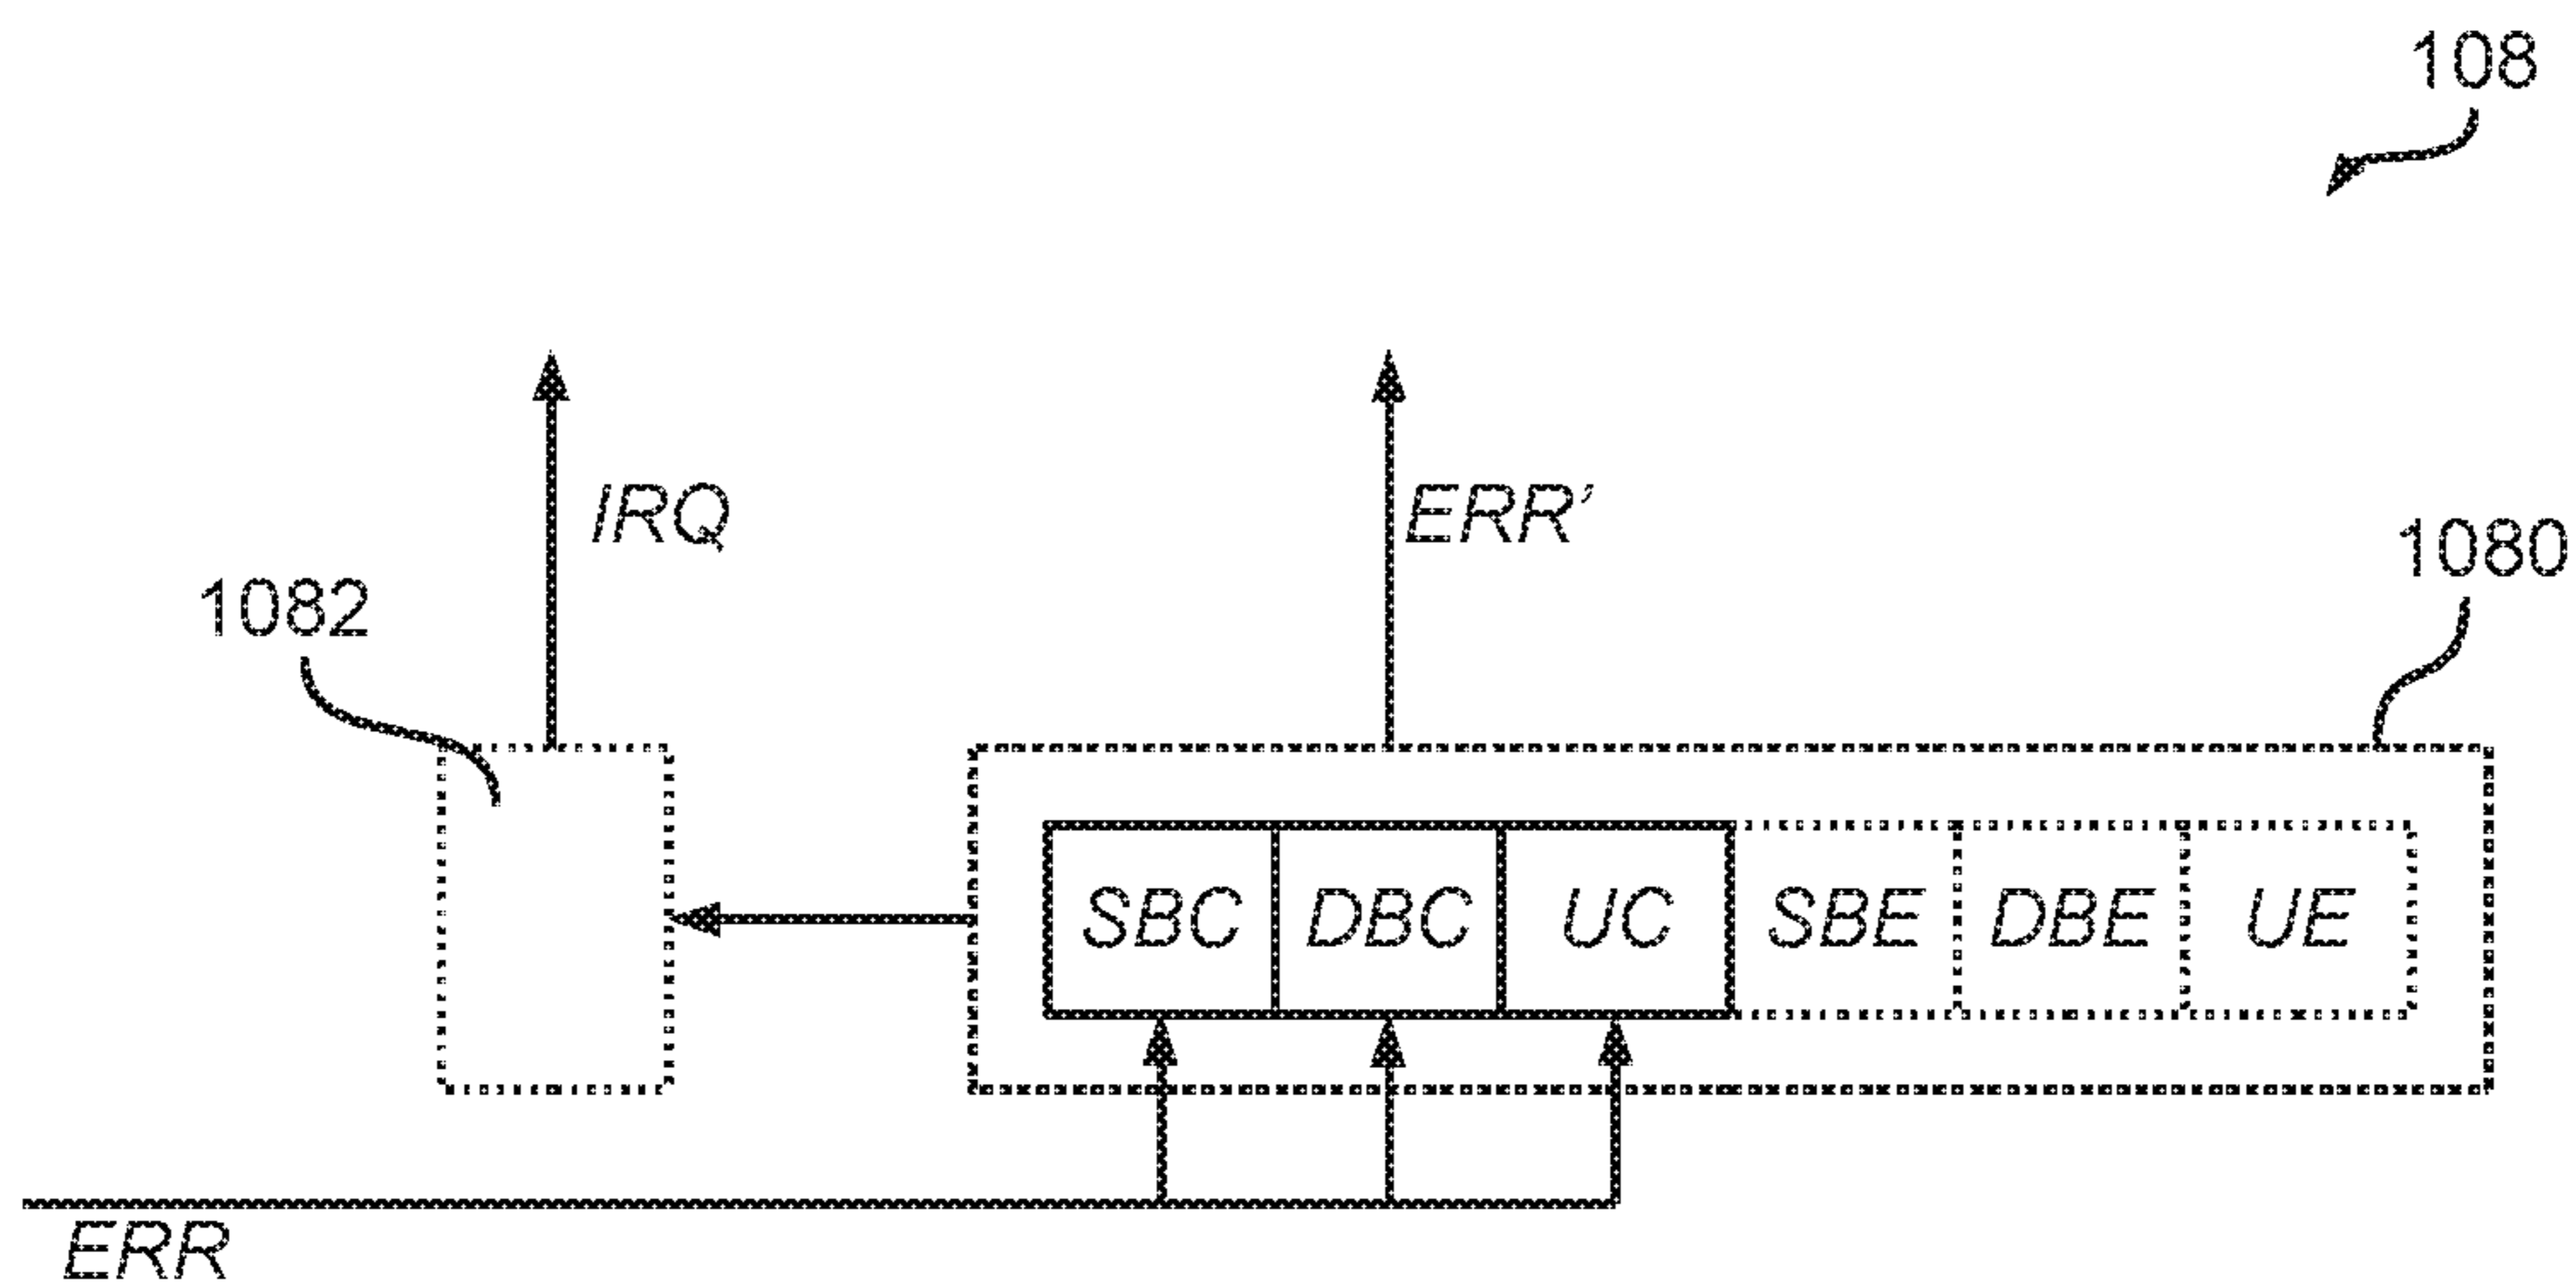 108
IRQ
ERR'
1080
1082
SBC DBC UC SBE DBE UE
ERR